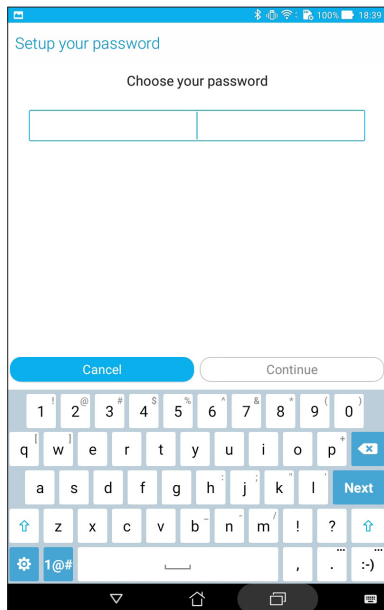 100% 18:39
Setup your password
Choose your password
Cancel Continue
! @ # $ % ^ & * ( )
1 2 3 4 5 6 7 8 9 0
[ ] +
q w e r t y u i o p
: ; " '
a s d f g h j k l Next
_ - /
z x c v b n m ! ?
1@# , . :-)